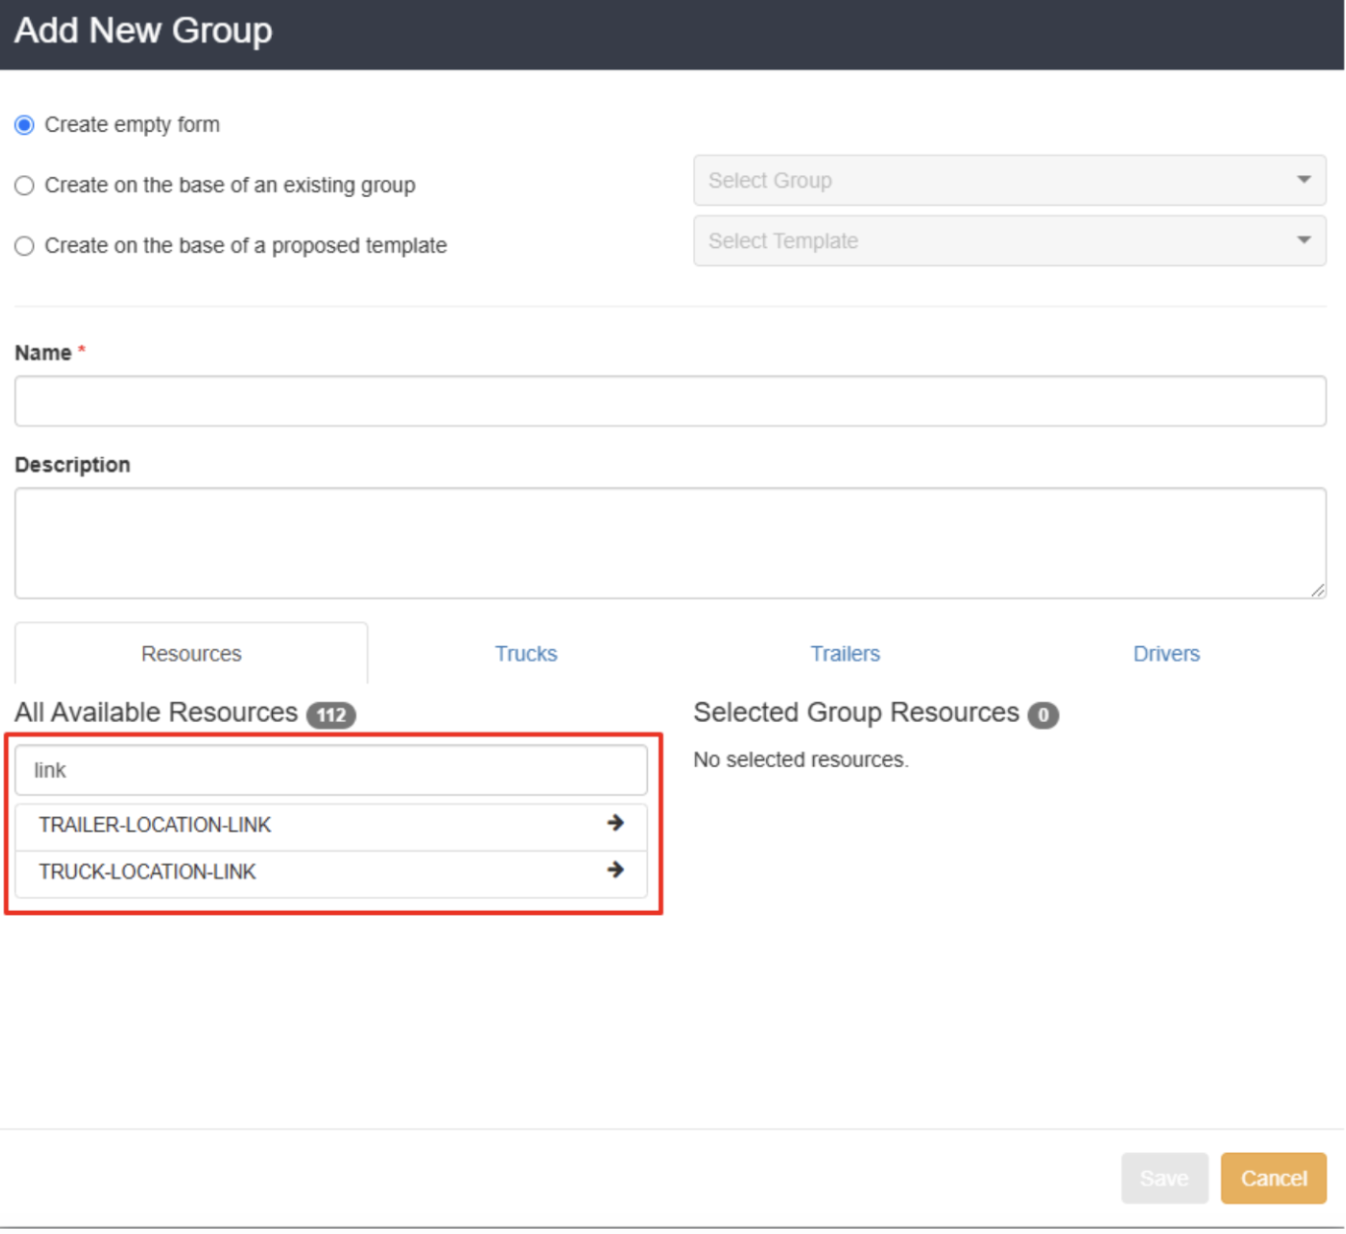 Add New Group
Create empty form
Create on the base of an existing group
Select Group
Create on the base of a proposed template
Select Template
Name *
Description
Resources
Trucks
Trailers
Drivers
All Available Resources 112
Selected Group Resources 0
link
No selected resources.
TRAILER-LOCATION-LINK
TRUCK-LOCATION-LINK
Save
Cancel